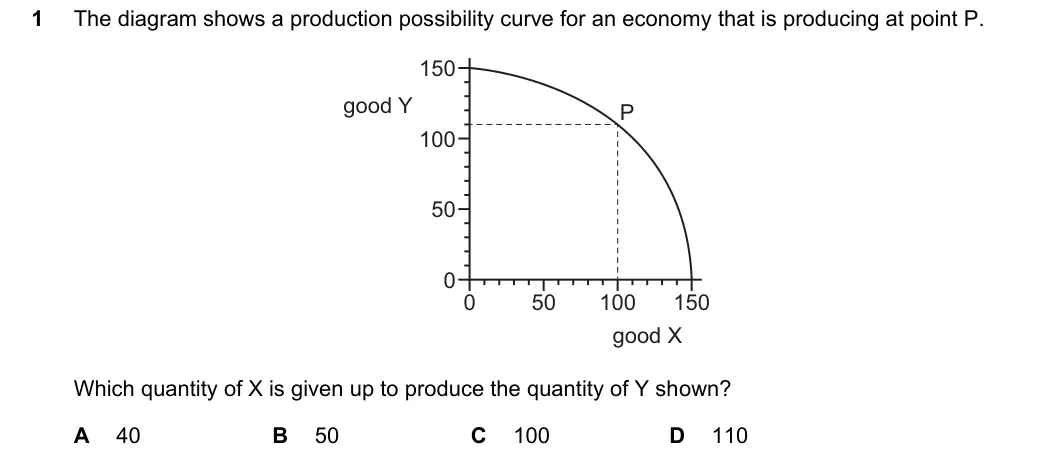 1 The diagram shows a production possibility curve for an economy that is producing at point P.
150
good Y
P
100
50
0
0 50 100 150
good X
Which quantity of X is given up to produce the quantity of Y shown?
A 40 B 50 C 100 D 110